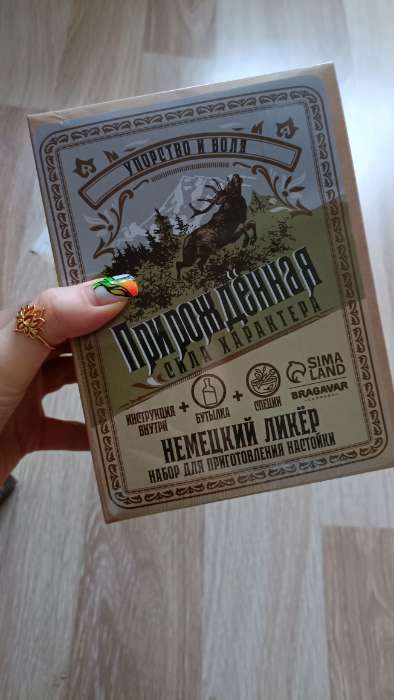 УПОРСТВО И ВОЛЯ
Прирождённая
СИЛА ХАРАКТЕРА
ИНСТРУКЦИЯ
ВНУТРИ
+
БУТЫЛКА
+
СПЕЦИИ
SIMA
LAND
BRAGAVAR
НЕМЕЦКИЙ ЛИКЁР
НАБОР ДЛЯ ПРИГОТОВЛЕНИЯ НАСТОЙКИ